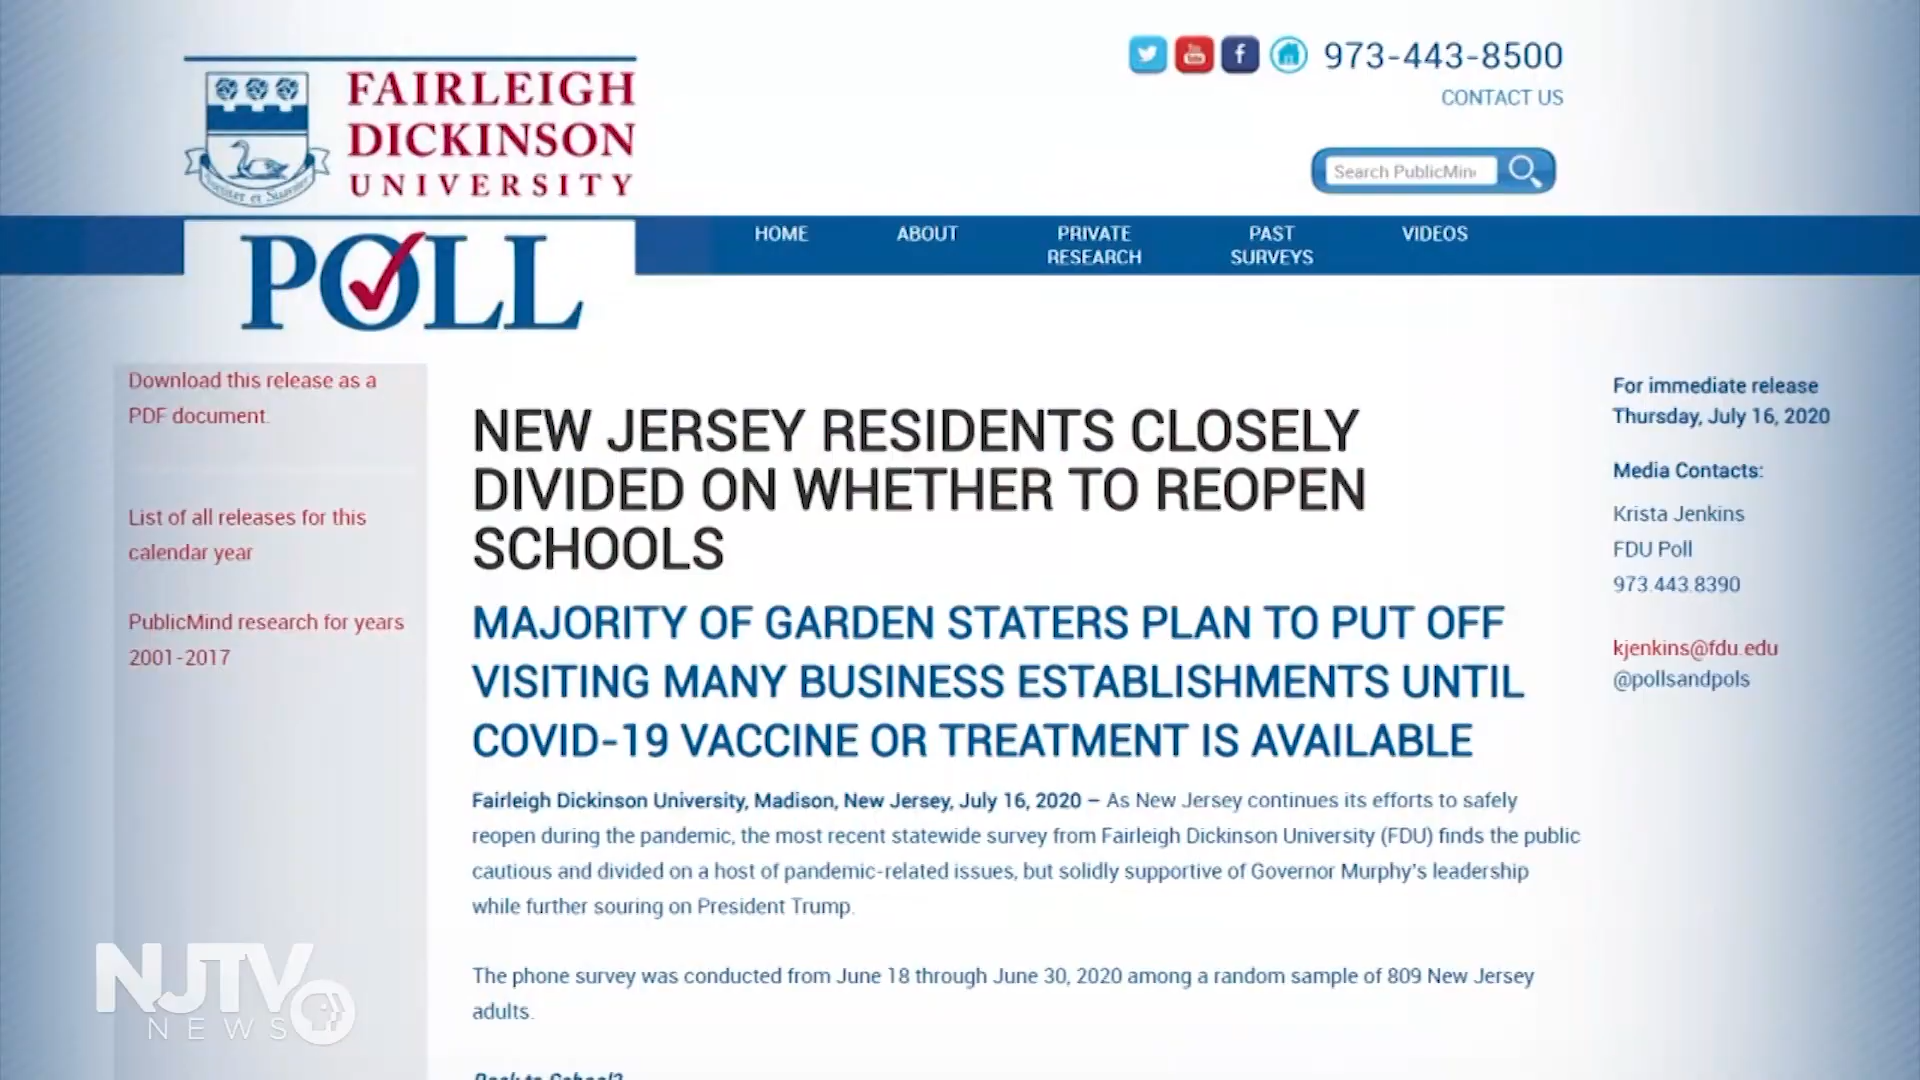 FAIRLEIGH
DICKINSON
UNIVERSITY
POLL
973-443-8500
CONTACT US
Search PublicMin
HOME
ABOUT
PRIVATE
RESEARCH
PAST
SURVEYS
VIDEOS
Download this release as a
PDF document.
List of all releases for this
calendar year
PublicMind research for years
2001-2017
NEW JERSEY RESIDENTS CLOSELY
DIVIDED ON WHETHER TO REOPEN
SCHOOLS
MAJORITY OF GARDEN STATERS PLAN TO PUT OFF
VISITING MANY BUSINESS ESTABLISHMENTS UNTIL
COVID-19 VACCINE OR TREATMENT IS AVAILABLE
Fairleigh Dickinson University, Madison, New Jersey, July 16, 2020 – As New Jersey continues its efforts to safely
reopen during the pandemic, the most recent statewide survey from Fairleigh Dickinson University (FDU) finds the public
cautious and divided on a host of pandemic-related issues, but solidly supportive of Governor Murphy's leadership
while further souring on President Trump.
The phone survey was conducted from June 18 through June 30, 2020 among a random sample of 809 New Jersey
adults.
Back to School?
For immediate release
Thursday, July 16, 2020
Media Contacts:
Krista Jenkins
FDU Poll
973.443.8390
kjenkins@fdu.edu
@pollsandpols
NJTV
NEWS
PBS